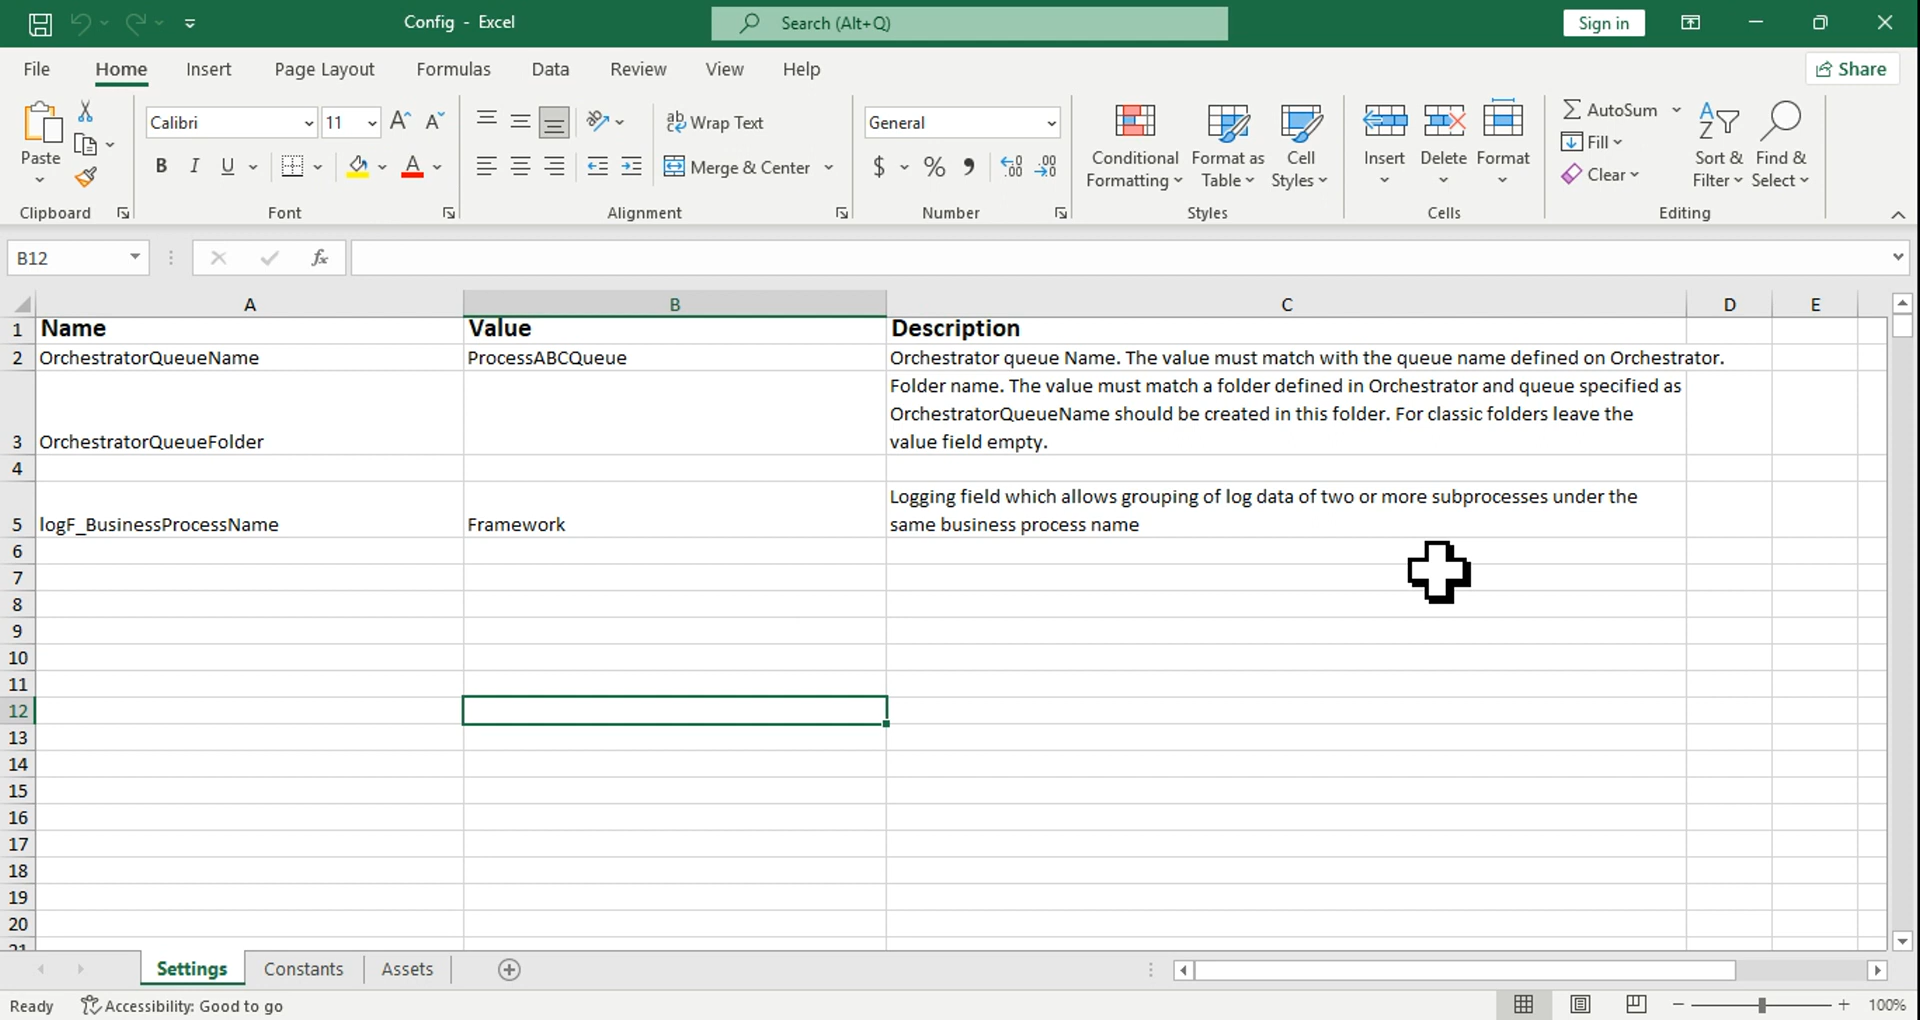 Config - Excel
Search (Alt+Q)
Sign in
File Home Insert Page Layout Formulas Data Review View Help
Share
Paste
Clipboard
Calibri 11 A A
B I U A
Font
Wrap Text
Merge & Center
Alignment
General
$ % ,
Number
Conditional Formatting
Format as Table
Cell Styles
Styles
Insert Delete Format
Cells
AutoSum
Fill
Clear
Sort & Filter
Find & Select
Editing
B12 fx
A B C D E
1 Name Value Description
2 OrchestratorQueueName ProcessABCQueue Orchestrator queue Name. The value must match with the queue name defined on Orchestrator.
Folder name. The value must match a folder defined in Orchestrator and queue specified as
OrchestratorQueueName should be created in this folder. For classic folders leave the
3 OrchestratorQueueFolder value field empty.
4
Logging field which allows grouping of log data of two or more subprocesses under the
5 logF_BusinessProcessName Framework same business process name
6
7
8
9
10
11
12
13
14
15
16
17
18
19
20
21
Settings Constants Assets
Ready Accessibility: Good to go 100%